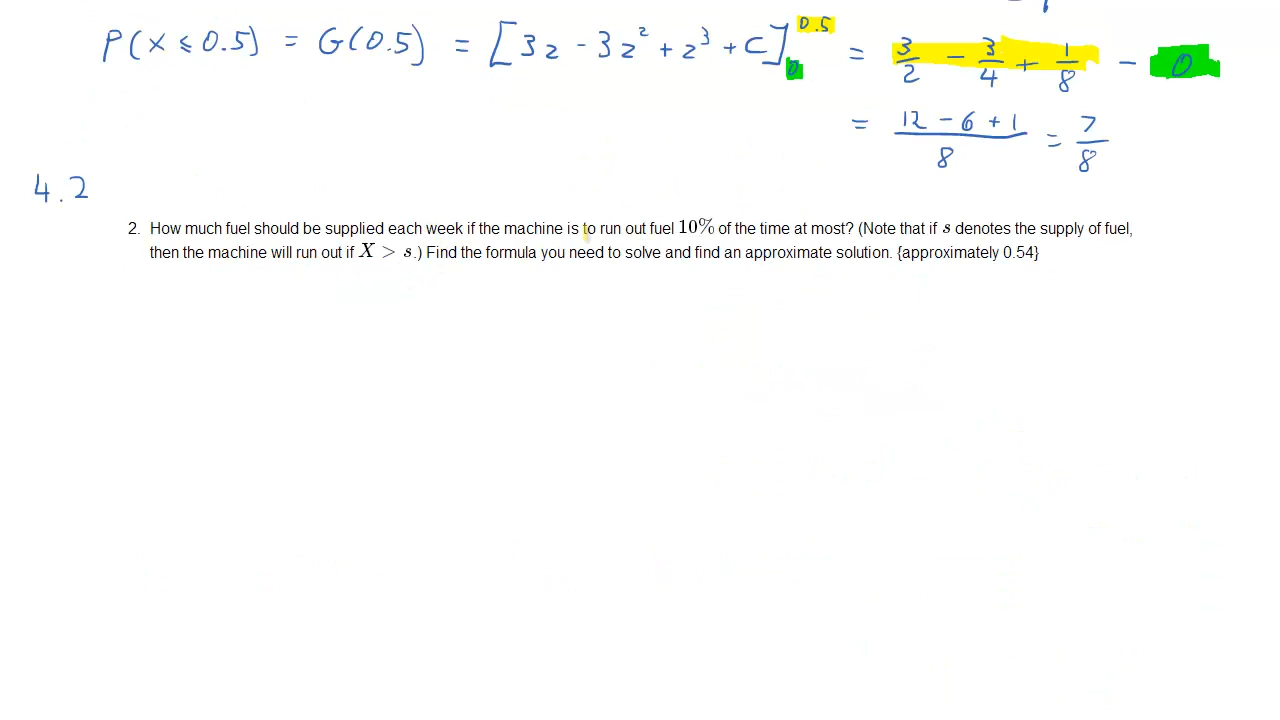 P(X ≤ 0.5) = G(0.5) = [3z - 3z² + z³ + c]₀^0.5 = 3/2 - 3/4 + 1/8 - 0
= (12 - 6 + 1)/8 = 7/8
4.2
2. How much fuel should be supplied each week if the machine is to run out fuel 10% of the time at most? (Note that if s denotes the supply of fuel,
then the machine will run out if X > s.) Find the formula you need to solve and find an approximate solution. {approximately 0.54}